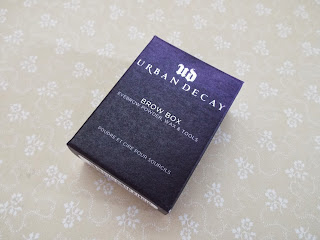 ud
URBAN DECAY
BROW BOX
EYEBROW POWDER, WAX & TOOLS
POUDRE ET CIRE POUR SOURCILS